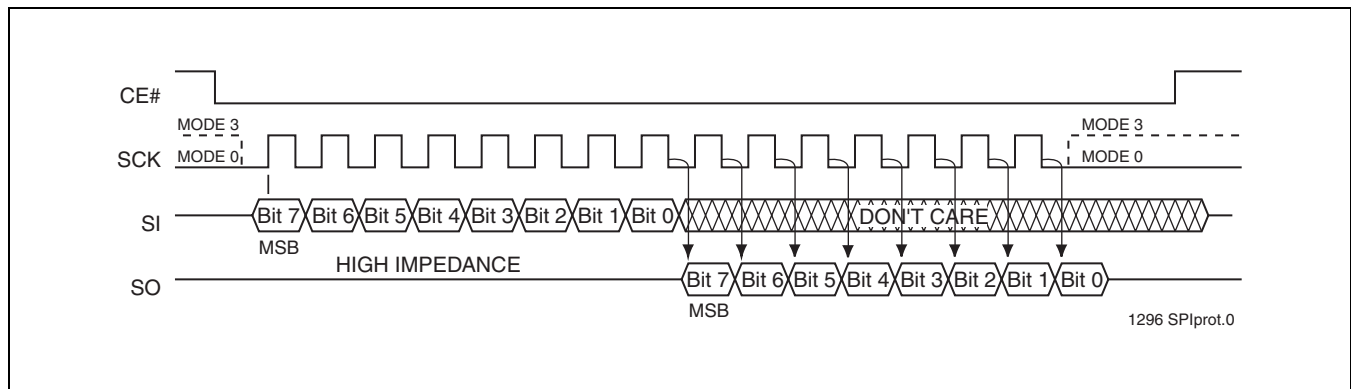 CE#
MODE 3
MODE 3
SCK
MODE 0
MODE 0
SI
Bit 7 Bit 6 Bit 5 Bit 4 Bit 3 Bit 2 Bit 1 Bit 0
DON'T CARE
MSB
HIGH IMPEDANCE
SO
Bit 7 Bit 6 Bit 5 Bit 4 Bit 3 Bit 2 Bit 1 Bit 0
MSB
1296 SPIprot.0